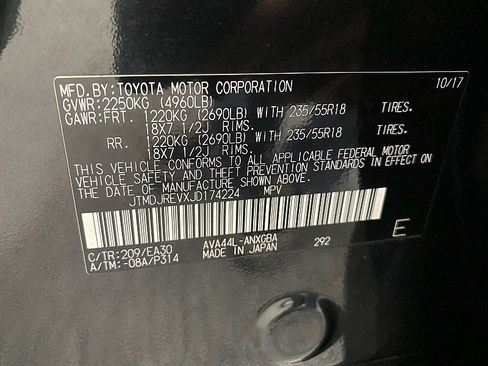 MFD.BY:TOYOTA MOTOR CORPORATION 10/17
GVWR:2250KG (4960LB)
GAWR:FRT. 1220KG (2690LB) WITH 235/55R18 TIRES.
18X7 1/2J RIMS.
RR. 1220KG (2690LB) WITH 235/55R18 TIRES.
18X7 1/2J RIMS.
THIS VEHICLE CONFORMS TO ALL APPLICABLE FEDERAL MOTOR
VEHICLE SAFETY AND THEFT PREVENTION STANDARDS IN EFFECT ON
THE DATE OF MANUFACTURE SHOWN ABOVE.
JTMDJREVXJD174224 MPV
C/TR:209/EA30 AVA44L-ANXGBA 292 E
A/TM:-08A/P314 MADE IN JAPAN